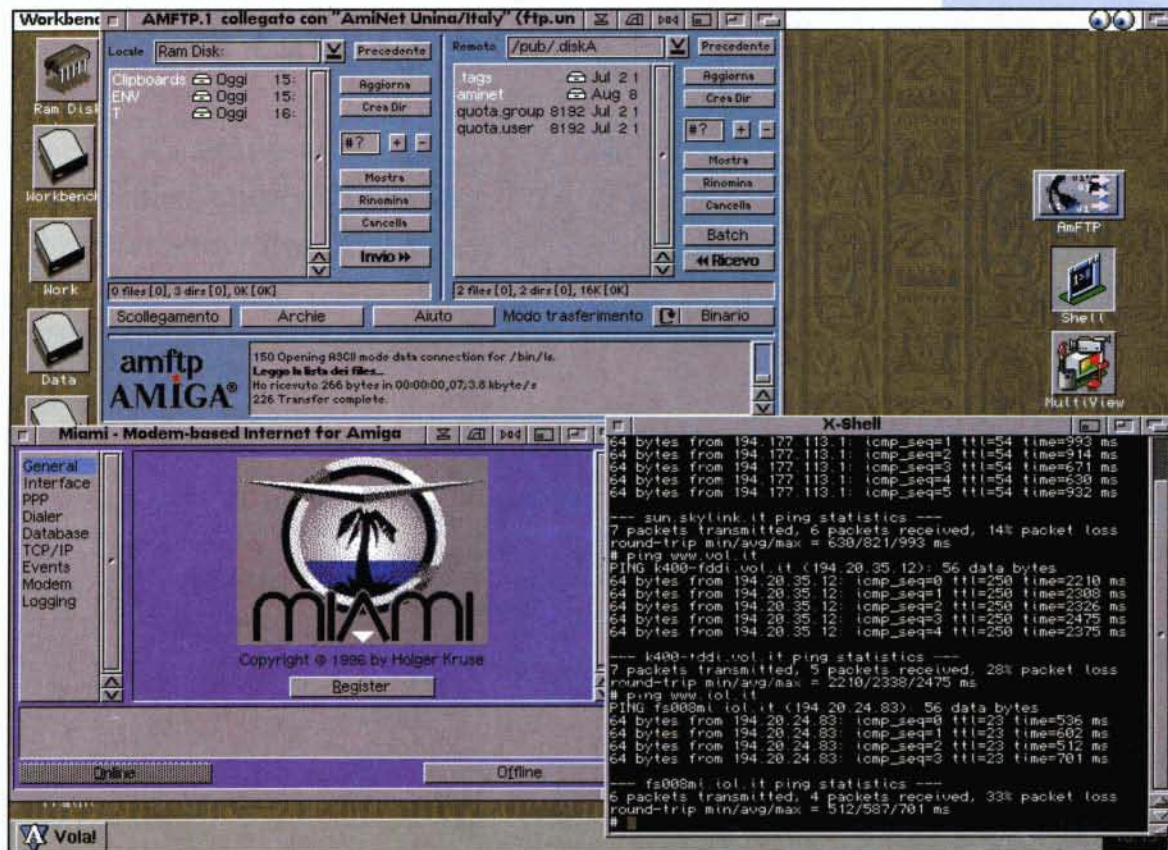 Workbenc
AMFTP.1 collegato con "AmiNet Unina/Italy" (ftp.un
Locale Ram Disk: Precedente
Clipboards Oggi 15:
ENV Oggi 15:
T Oggi 16:
Aggiorna
Crea Dir
#? + -
Mostra
Rinomina
Cancella
Invio
0 files [0], 3 dirs [0], 0K [0K]
Remoto /pub/.diskA Precedente
.tags Jul 2 1
aminet Aug 8
quota.group 8192 Jul 2 1
quota.user 8192 Jul 2 1
Aggiorna
Crea Dir
#? + -
Mostra
Rinomina
Cancella
Batch
Ricevo
2 files [0], 2 dirs [0], 16K [0K]
Scollegamento Archie Aiuto Modo trasferimento Binario
amftp
AMIGA®
150 Opening ASCII mode data connection for /bin/ls.
Leggo la lista dei files...
Ho ricevuto 266 bytes in 00:00:00,07; 3.8 kbyte/s
226 Transfer complete.
Ram Disk
Workbench
Work
Data
AmFTP
Shell
MultiView
Miami - Modem-based Internet for Amiga
General
Interface
PPP
Dialer
Database
TCP/IP
Events
Modem
Logging
MIAMI
Copyright © 1996 by Holger Kruse
Register
Online Offline
X-Shell
64 bytes from 194.177.113.1: icmp_seq=1 ttl=54 time=993 ms
64 bytes from 194.177.113.1: icmp_seq=2 ttl=54 time=914 ms
64 bytes from 194.177.113.1: icmp_seq=3 ttl=54 time=671 ms
64 bytes from 194.177.113.1: icmp_seq=4 ttl=54 time=630 ms
64 bytes from 194.177.113.1: icmp_seq=5 ttl=54 time=932 ms
--- sun.skylink.it ping statistics ---
7 packets transmitted, 6 packets received, 14% packet loss
round-trip min/avg/max = 630/821/993 ms
# ping www.vol.it
PING k400-fddi.vol.it (194.20.35.12): 56 data bytes
64 bytes from 194.20.35.12: icmp_seq=0 ttl=250 time=2210 ms
64 bytes from 194.20.35.12: icmp_seq=1 ttl=250 time=2308 ms
64 bytes from 194.20.35.12: icmp_seq=2 ttl=250 time=2326 ms
64 bytes from 194.20.35.12: icmp_seq=3 ttl=250 time=2475 ms
64 bytes from 194.20.35.12: icmp_seq=4 ttl=250 time=2375 ms
--- k400-fddi.vol.it ping statistics ---
7 packets transmitted, 5 packets received, 28% packet loss
round-trip min/avg/max = 2210/2338/2475 ms
# ping www.iol.it
PING fs008mi.iol.it (194.20.24.83): 56 data bytes
64 bytes from 194.20.24.83: icmp_seq=0 ttl=23 time=536 ms
64 bytes from 194.20.24.83: icmp_seq=1 ttl=23 time=602 ms
64 bytes from 194.20.24.83: icmp_seq=2 ttl=23 time=512 ms
64 bytes from 194.20.24.83: icmp_seq=3 ttl=23 time=701 ms
--- fs008mi.iol.it ping statistics ---
6 packets transmitted, 4 packets received, 33% packet loss
round-trip min/avg/max = 512/587/701 ms
#
Vola!